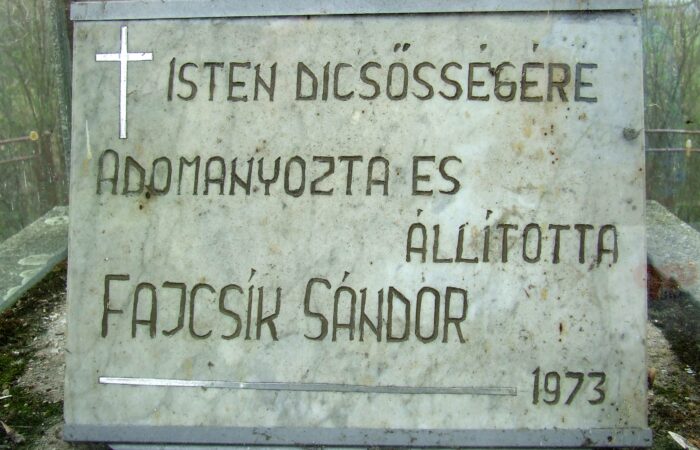 ISTEN DICSŐSSÉGÉRE
ADOMANYOZTA ES
ÁLLÍTOTTA
FAJCSÍK SÁNDOR
1973